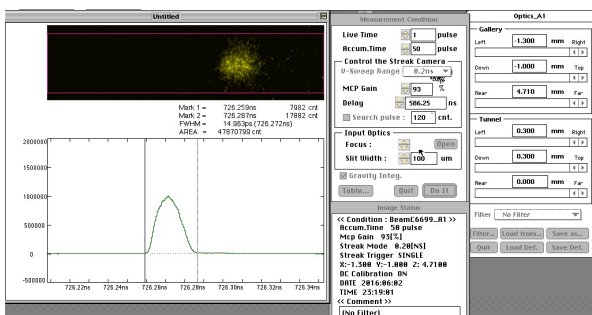 Untitled
Mark 1 = 726.259ns 7982 cnt
Mark 2 = 726.287ns 17882 cnt
FWHM = 14.963ps (726.272ns)
AREA = 47870799 cnt
2000000
1500000
1000000
500000
0
-500000
726.22ns 726.24ns 726.26ns 726.28ns 726.30ns 726.32ns 726.34ns
Measurement Condition
Live Time 1 pulse
Accum.Time 50 pulse
Control the Streak Camera
V-Sweep Range 0.2ns
MCP Gain 93 %
Delay 586.25 ns
Search pulse : 120 cnt.
Input Optics
Focus : Open
Slit Width : 100 um
Gravity Integ.
Table... Quit Do It
Image Status
<< Condition : BeamC6699_A1 >>
Accum.Time 50 pulse
Mcp Gain 93[%]
Streak Mode 0.20[NS]
Streak Trigger SINGLE
X:-1.300 Y:-1.000 Z: 4.7100
DC Calibration ON
DATE 2016:06:02
TIME 23:19:01
<< Comment >>
(No Filter)
Optics_A1
Gallery
Left -1.300 mm Right
Down -1.000 mm Top
Near 4.710 mm Far
Tunnel
Left 0.300 mm Right
Down 0.300 mm Top
Near 0.000 mm Far
Filter No Filter
Filter... Load from... Save as...
Quit Load Def. Save Def.